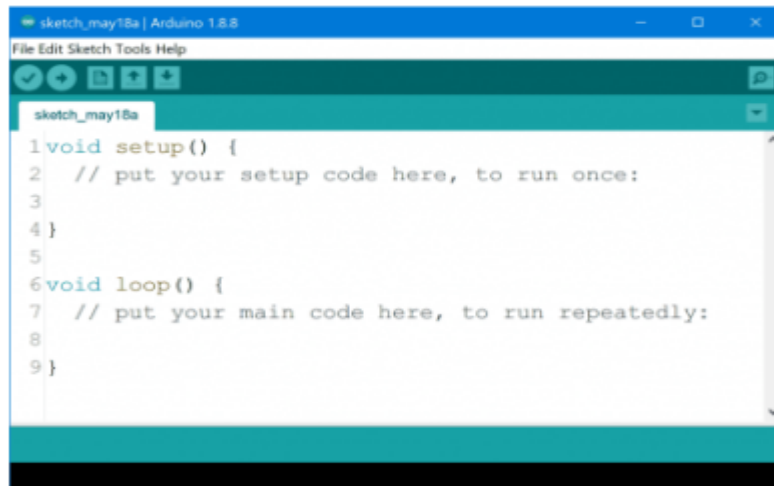 sketch_may18a | Arduino 1.8.8
File Edit Sketch Tools Help
sketch_may18a
1 void setup() {
2   // put your setup code here, to run once:
3
4 }
5
6 void loop() {
7   // put your main code here, to run repeatedly:
8
9 }